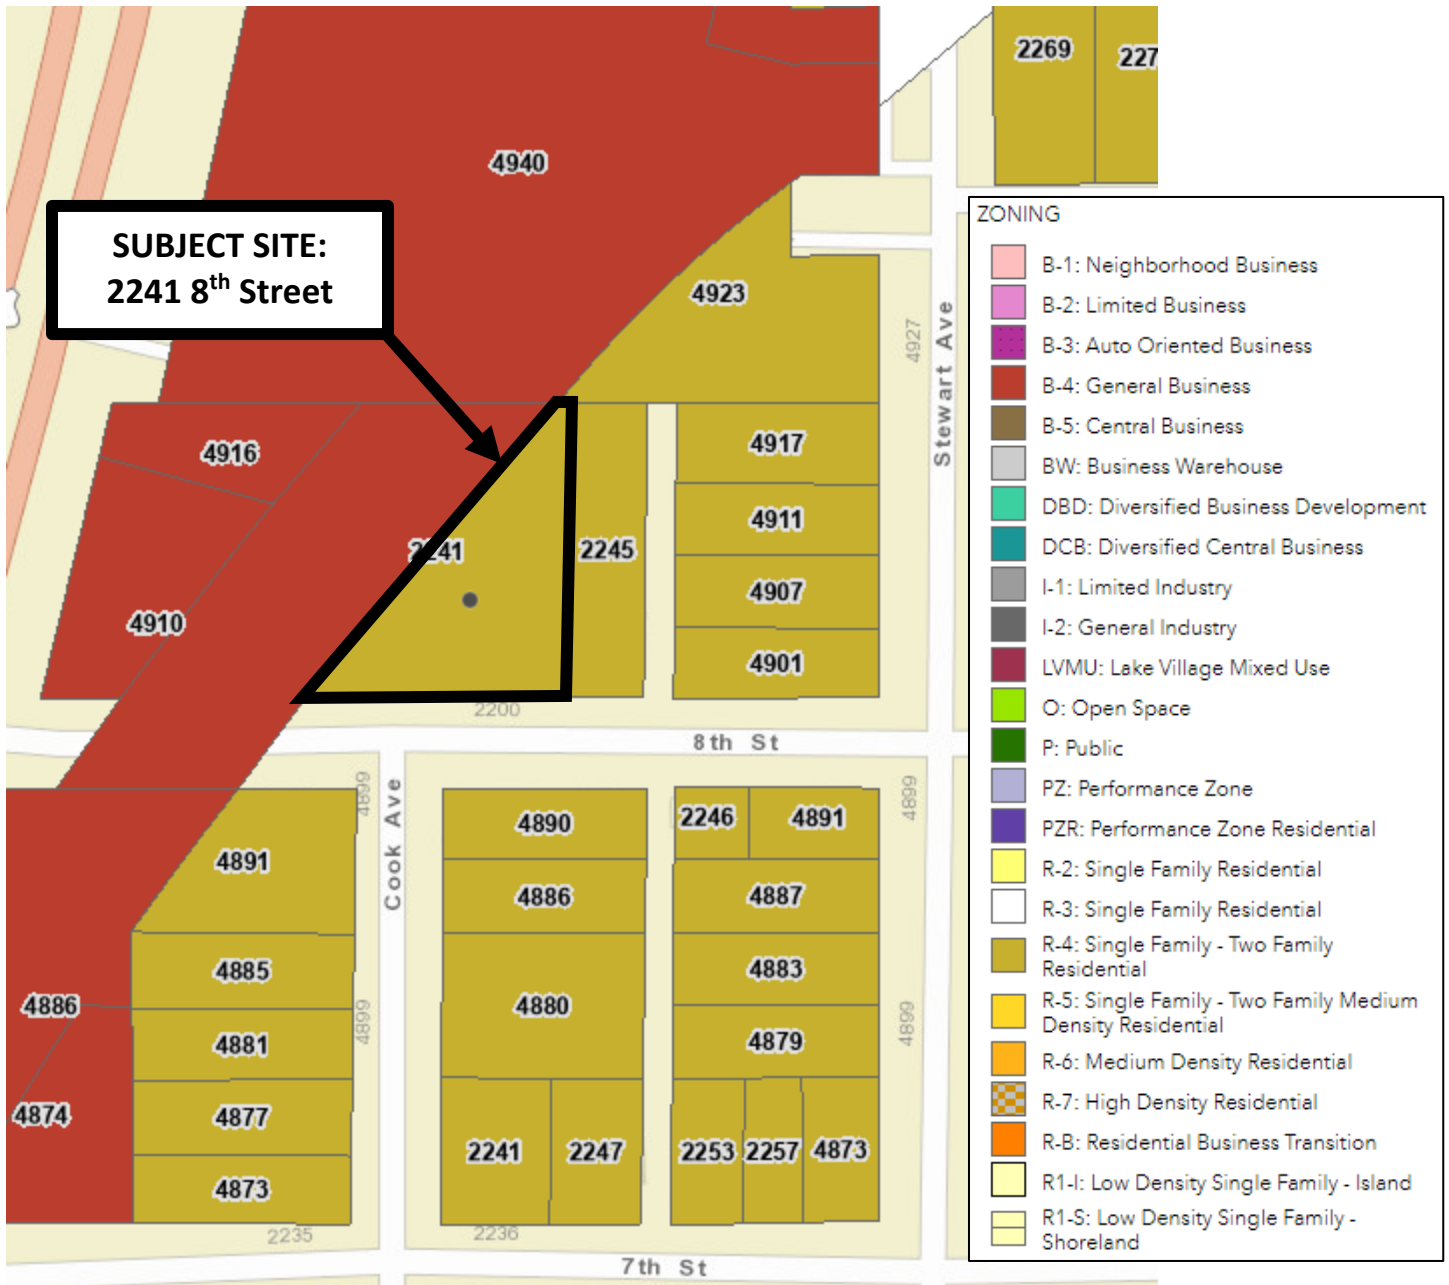 2269
227
4940
SUBJECT SITE:
2241 8th Street
4923
4927
Stewart Ave
4916
4917
4911
2241
2245
4907
4910
4901
2200
8th St
4899
Cook Ave
4899
4890
2246
4891
4891
4886
4887
4885
4883
4886
4880
4899
4899
4881
4879
4874
4877
2241
2247
2253
2257
4873
4873
2235
2236
7th St
ZONING
B-1: Neighborhood Business
B-2: Limited Business
B-3: Auto Oriented Business
B-4: General Business
B-5: Central Business
BW: Business Warehouse
DBD: Diversified Business Development
DCB: Diversified Central Business
I-1: Limited Industry
I-2: General Industry
LVMU: Lake Village Mixed Use
O: Open Space
P: Public
PZ: Performance Zone
PZR: Performance Zone Residential
R-2: Single Family Residential
R-3: Single Family Residential
R-4: Single Family - Two Family
Residential
R-5: Single Family - Two Family Medium
Density Residential
R-6: Medium Density Residential
R-7: High Density Residential
R-B: Residential Business Transition
R1-I: Low Density Single Family - Island
R1-S: Low Density Single Family -
Shoreland